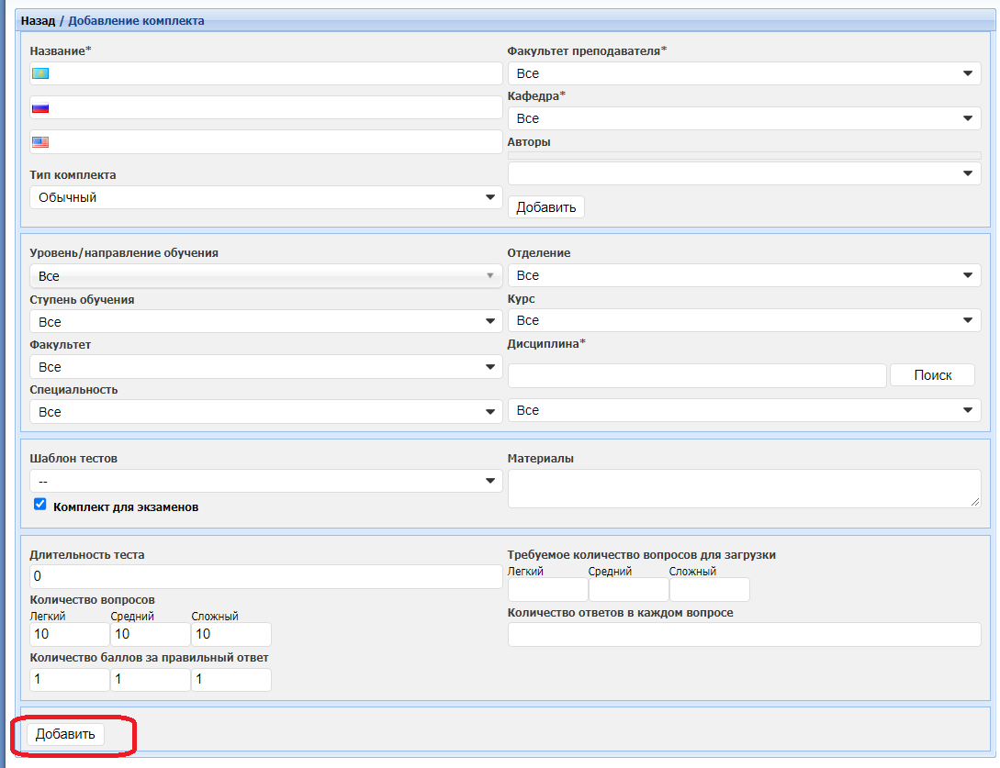 Назад / Добавление комплекта
Название*
Тип комплекта
Обычный
Факультет преподавателя*
Все
Кафедра*
Все
Авторы
Добавить
Уровень/направление обучения
Все
Ступень обучения
Все
Факультет
Все
Специальность
Все
Отделение
Все
Курс
Все
Дисциплина*
Поиск
Все
Шаблон тестов
--
Комплект для экзаменов
Материалы
Длительность теста
0
Количество вопросов
Легкий Средний Сложный
10 10 10
Количество баллов за правильный ответ
1 1 1
Требуемое количество вопросов для загрузки
Легкий Средний Сложный
Количество ответов в каждом вопросе
Добавить